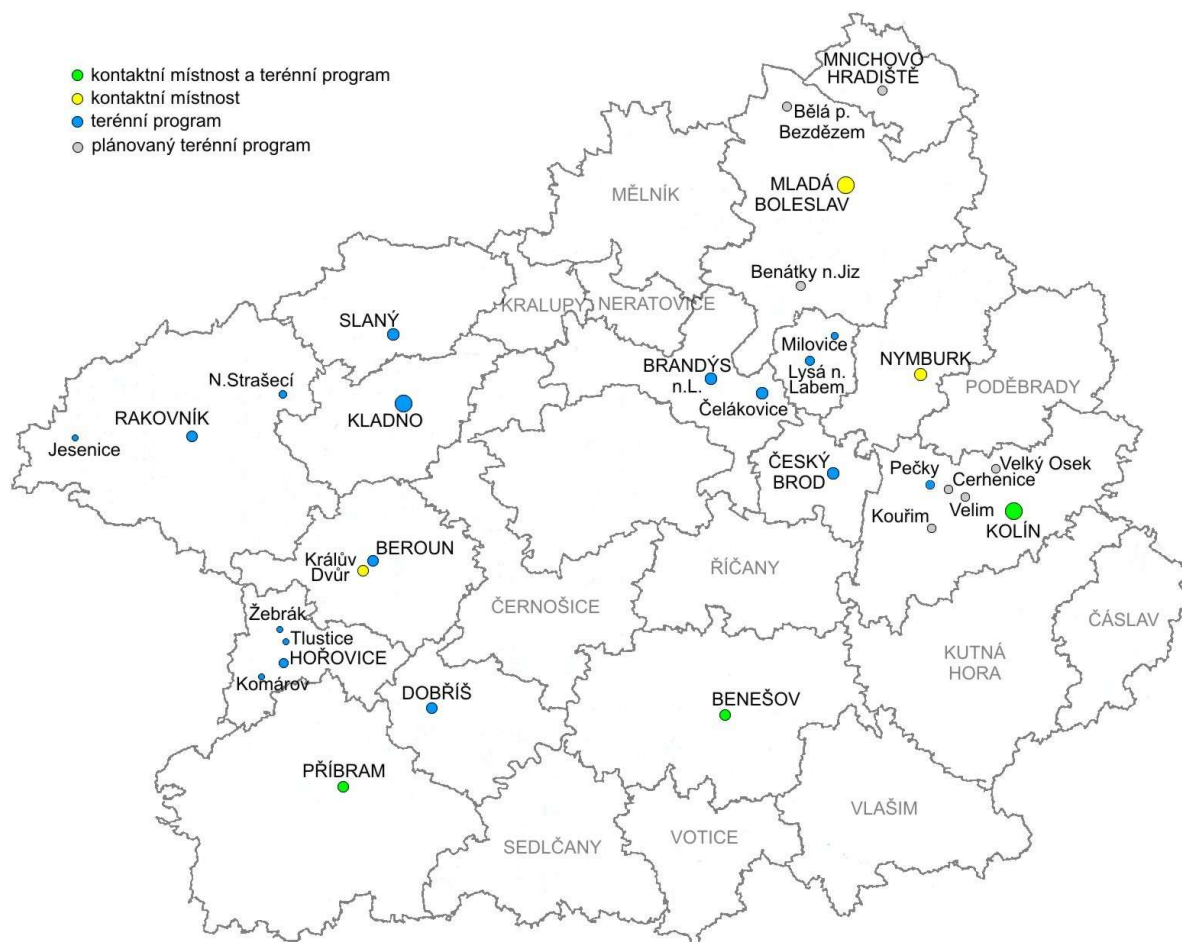 kontaktní místnost a terénní program
kontaktní místnost
terénní program
plánovaný terénní program
MNICHOVO
HRADIŠTĚ
Bělá p.
Bezdězem
MLADÁ
BOLESLAV
MĚLNÍK
Benátky n.Jiz
KRALUPY
NERATOVICE
SLANÝ
Milovice
Lysá n.
Labem
NYMBURK
BRANDÝS
n.L.
PODĚBRADY
N.Strašecí
Čelákovice
KLADNO
RAKOVNÍK
Jesenice
ČESKÝ
BROD
Pečky
Velký Osek
Cerhenice
Velim
Kouřim
KOLÍN
BEROUN
Králův
Dvůr
ŘÍČANY
ČERNOŠICE
Žebrák
Tlustice
HOŘOVICE
Komárov
ČÁSLAV
KUTNÁ
HORA
DOBŘÍŠ
BENEŠOV
PŘÍBRAM
VLAŠIM
VOTICE
SEDLČANY